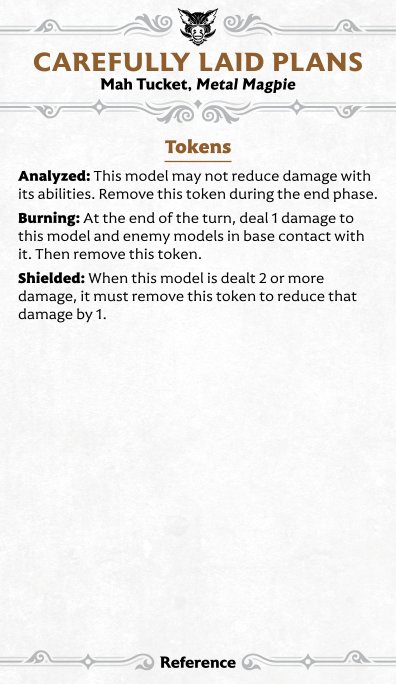 CAREFULLY LAID PLANS
Mah Tucket, Metal Magpie
Tokens
Analyzed: This model may not reduce damage with
its abilities. Remove this token during the end phase.
Burning: At the end of the turn, deal 1 damage to
this model and enemy models in base contact with
it. Then remove this token.
Shielded: When this model is dealt 2 or more
damage, it must remove this token to reduce that
damage by 1.
Reference